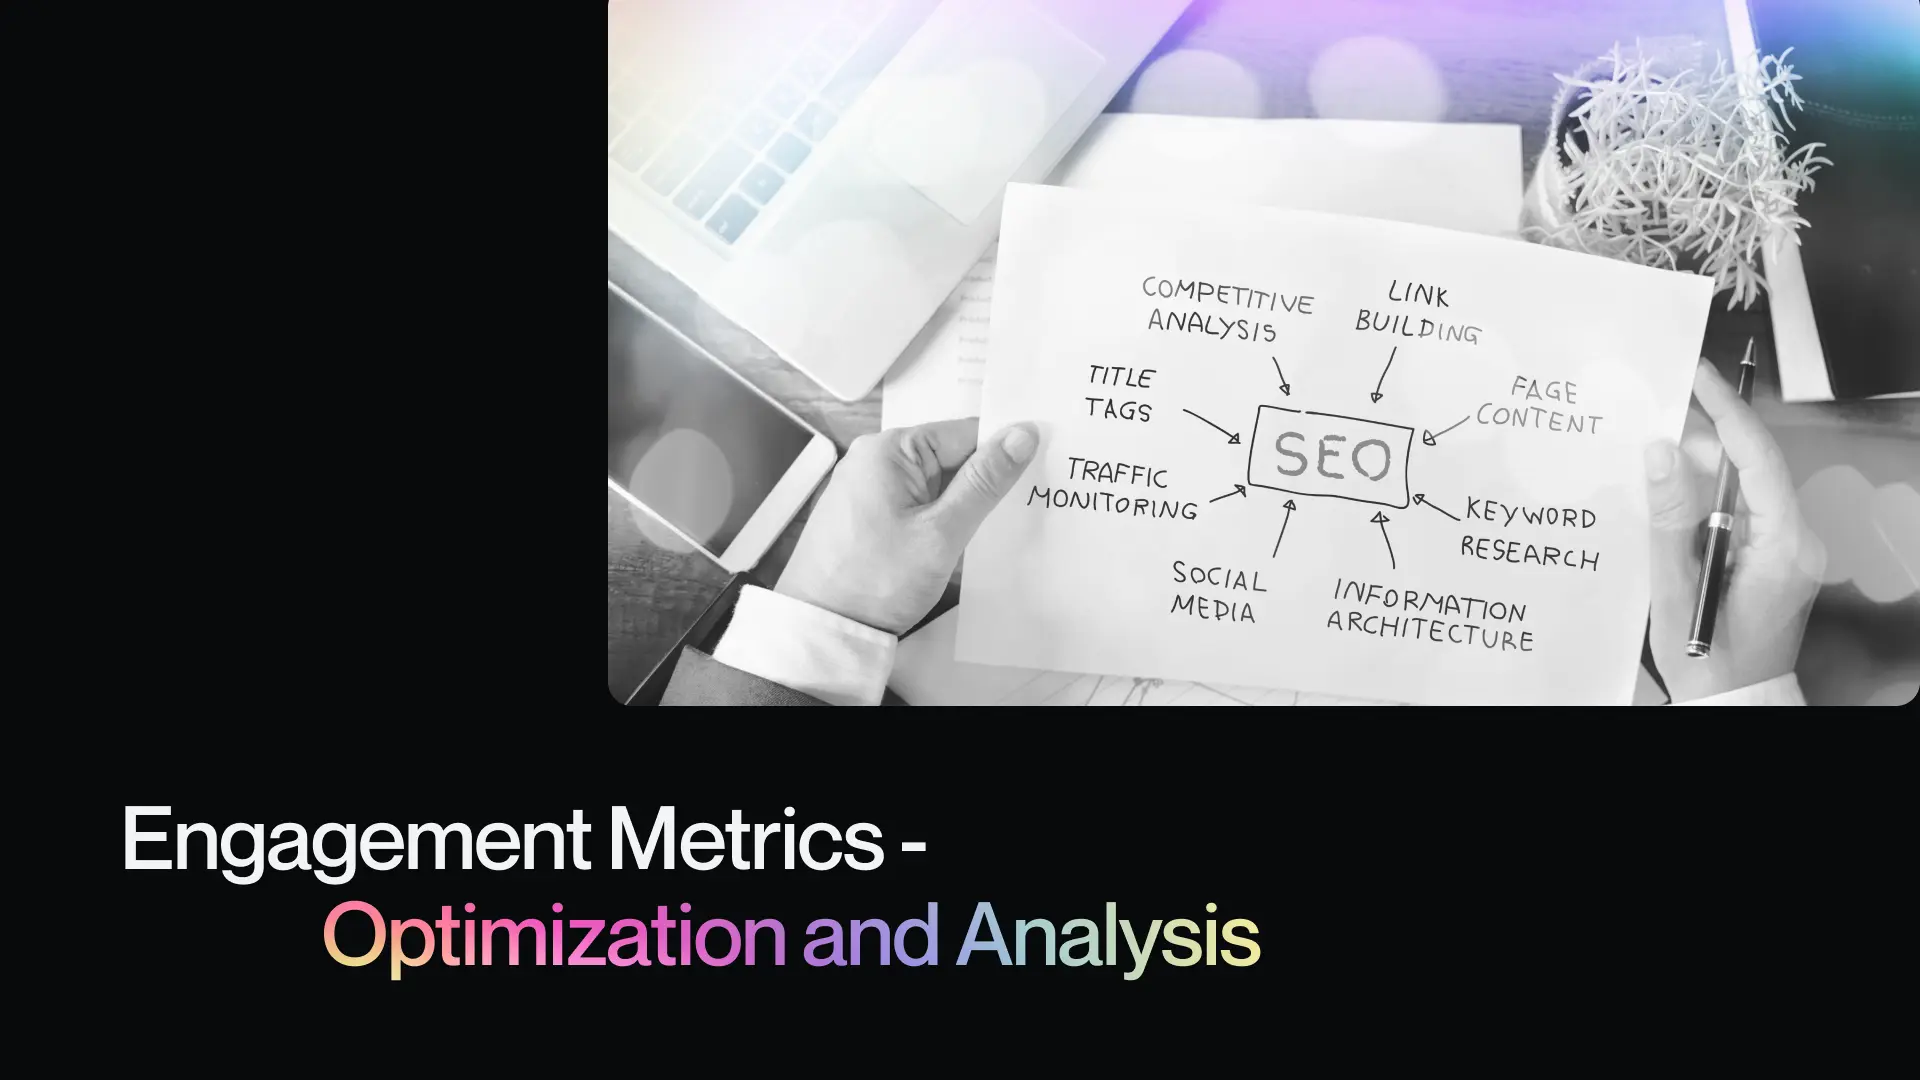 COMPETITIVE
ANALYSIS
LINK
BUILDING
TITLE
TAGS
FAGE
CONTENT
SEO
TRAFFIC
MONITORING
KEYWORD
RESEARCH
SOCIAL
MEDIA
INFORMATION
ARCHITECTURE
Engagement Metrics -
Optimization and Analysis